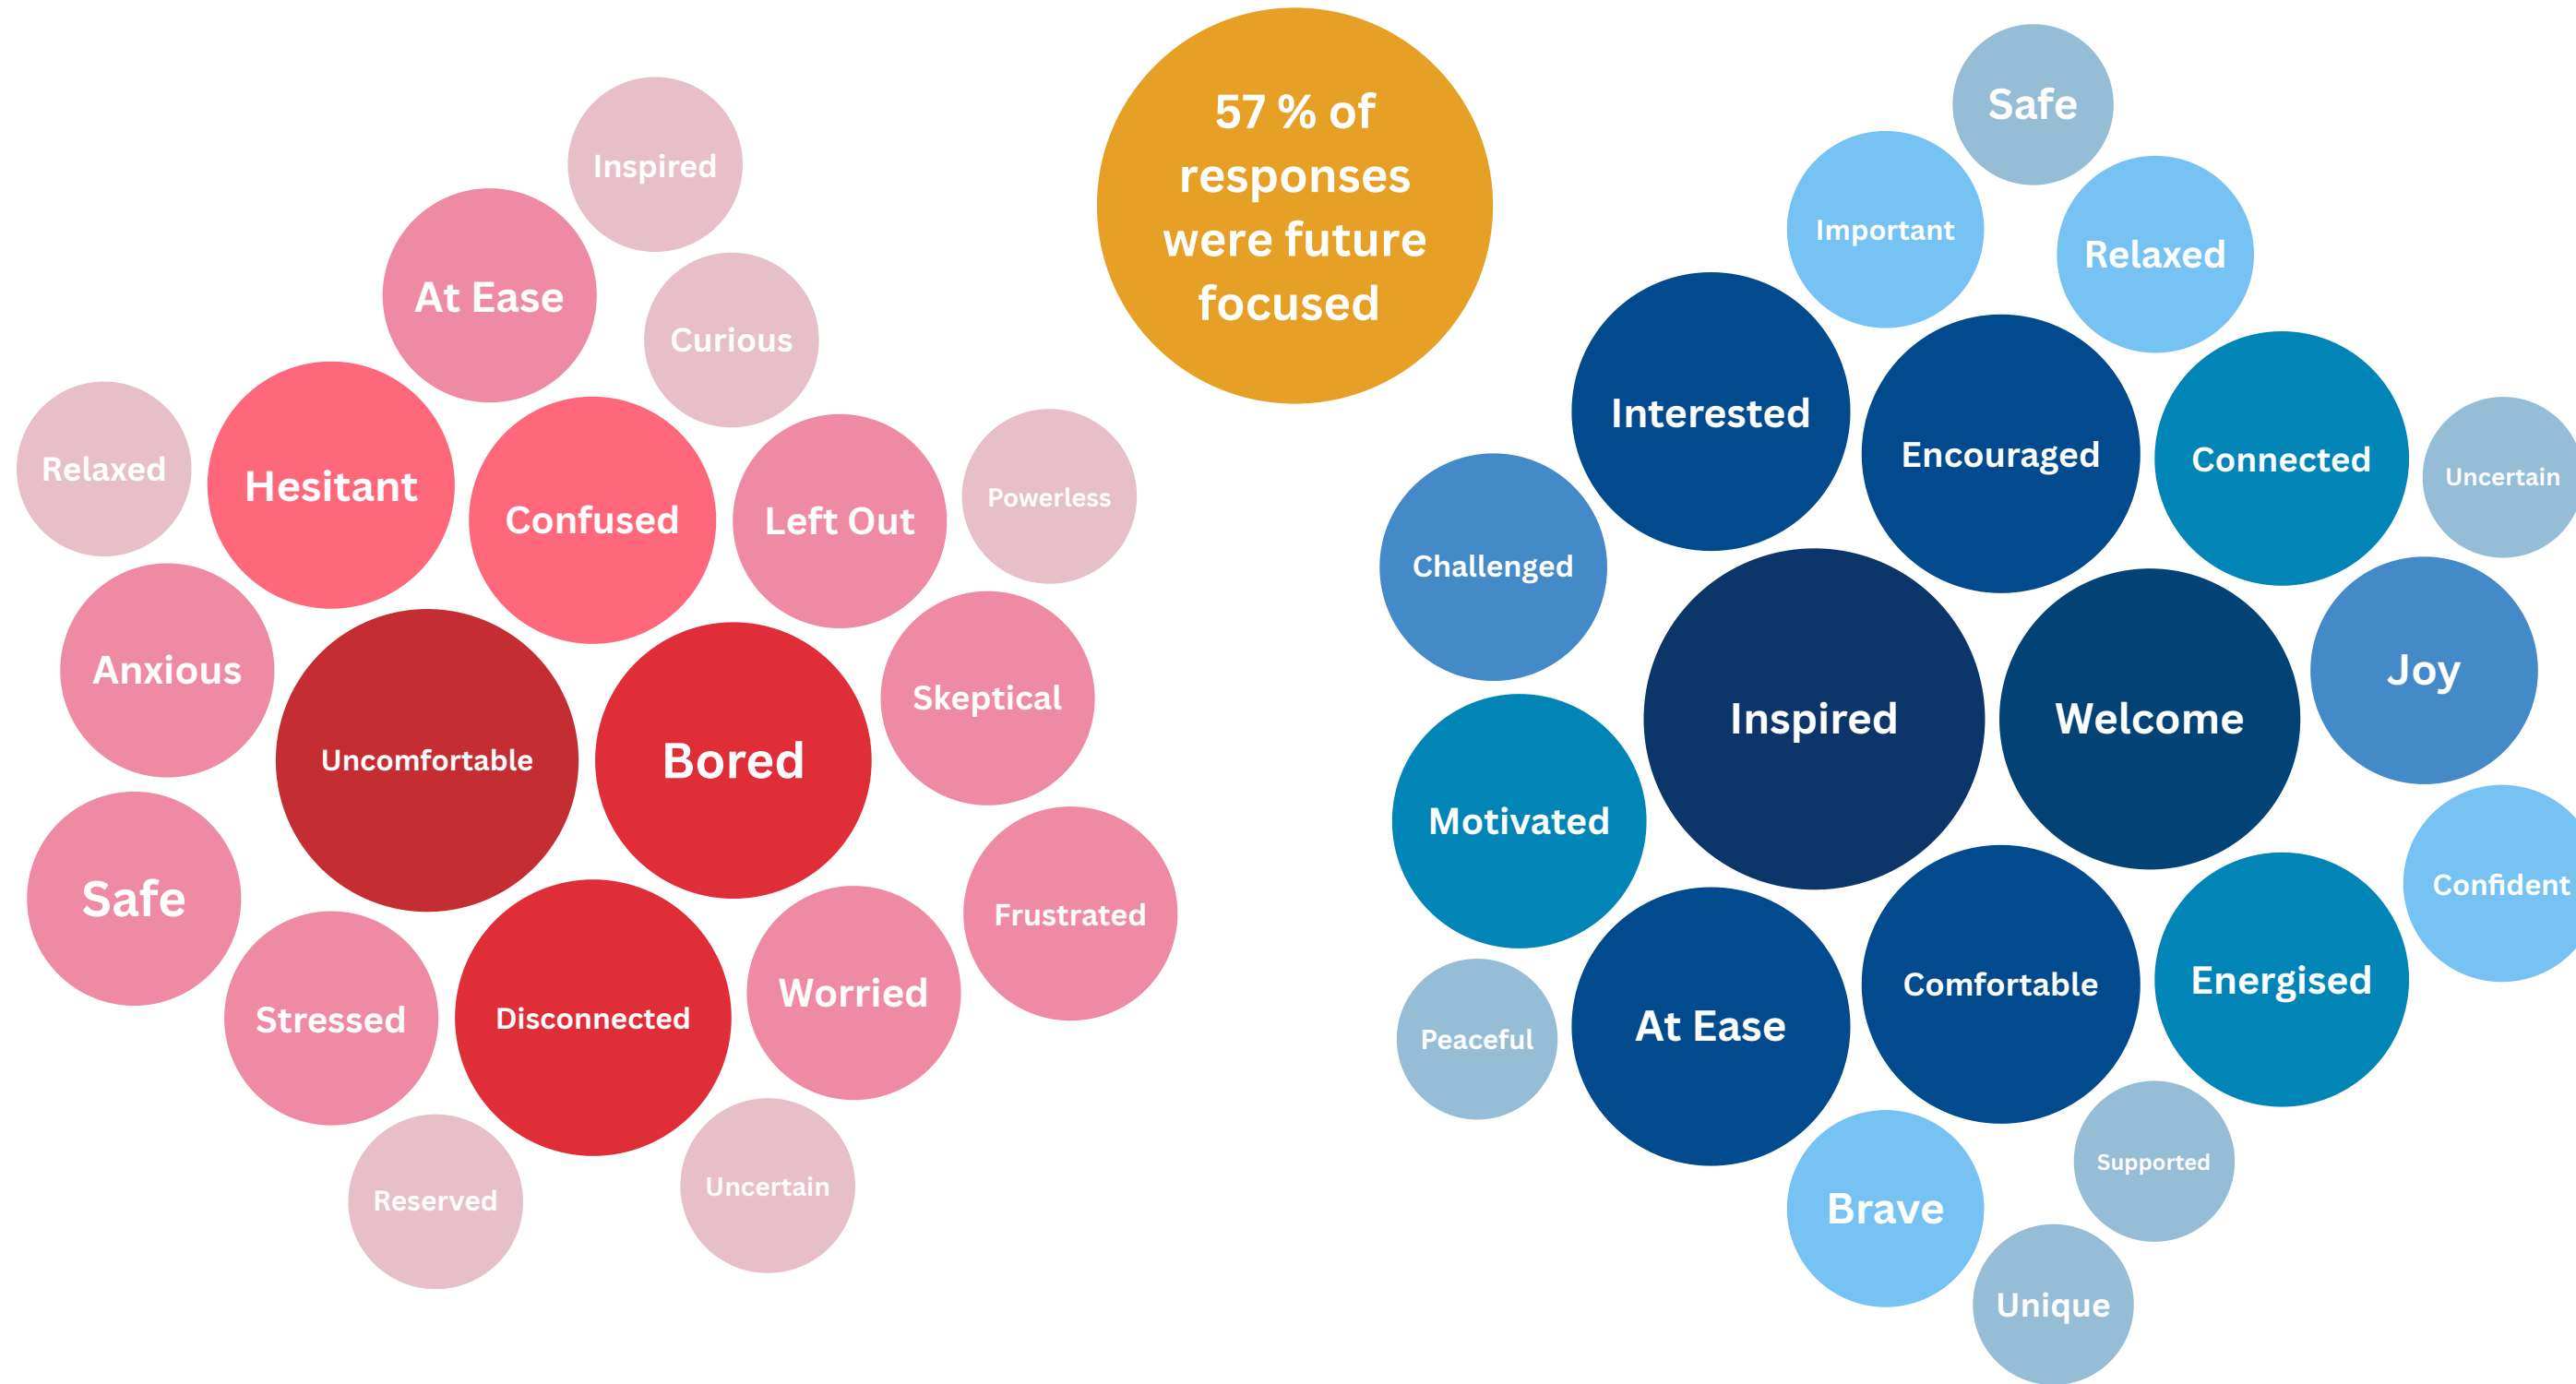 Inspired
At Ease
Curious
Relaxed
Hesitant
Confused
Left Out
Powerless
Anxious
Uncomfortable
Bored
Skeptical
Safe
Stressed
Disconnected
Worried
Frustrated
Reserved
Uncertain
57 % of
responses
were future
focused
Safe
Important
Relaxed
Interested
Encouraged
Connected
Uncertain
Challenged
Inspired
Welcome
Joy
Motivated
Confident
At Ease
Comfortable
Energised
Peaceful
Brave
Supported
Unique